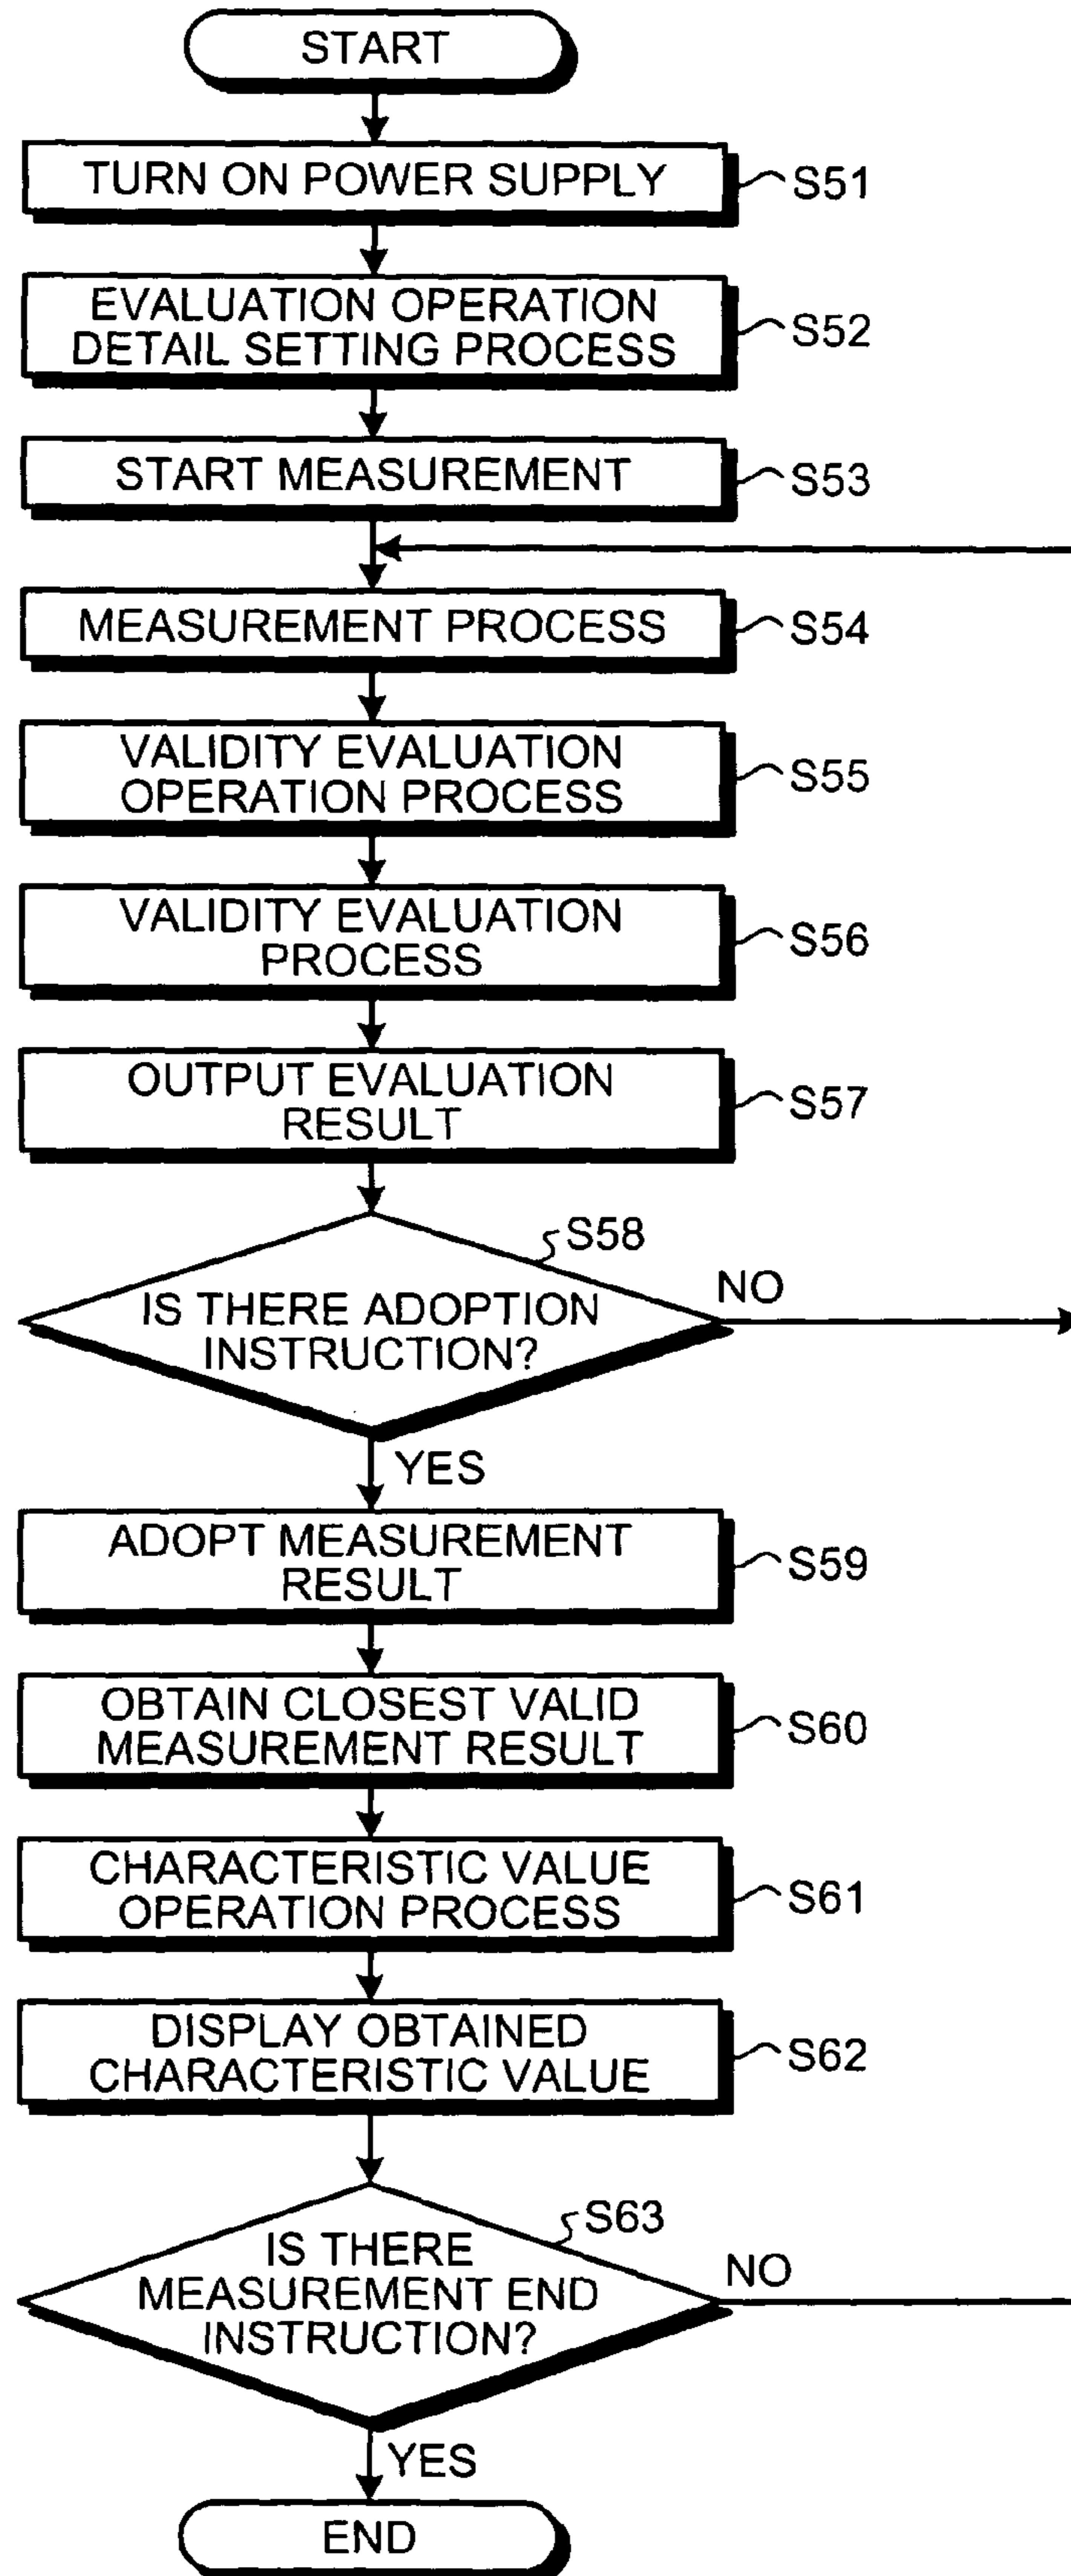 START
TURN ON POWER SUPPLY
S51
EVALUATION OPERATION
DETAIL SETTING PROCESS
S52
START MEASUREMENT
S53
MEASUREMENT PROCESS
S54
VALIDITY EVALUATION
OPERATION PROCESS
S55
VALIDITY EVALUATION
PROCESS
S56
OUTPUT EVALUATION
RESULT
S57
S58
IS THERE ADOPTION
INSTRUCTION?
NO
YES
ADOPT MEASUREMENT
RESULT
S59
OBTAIN CLOSEST VALID
MEASUREMENT RESULT
S60
CHARACTERISTIC VALUE
OPERATION PROCESS
S61
DISPLAY OBTAINED
CHARACTERISTIC VALUE
S62
S63
IS THERE
MEASUREMENT END
INSTRUCTION?
NO
YES
END